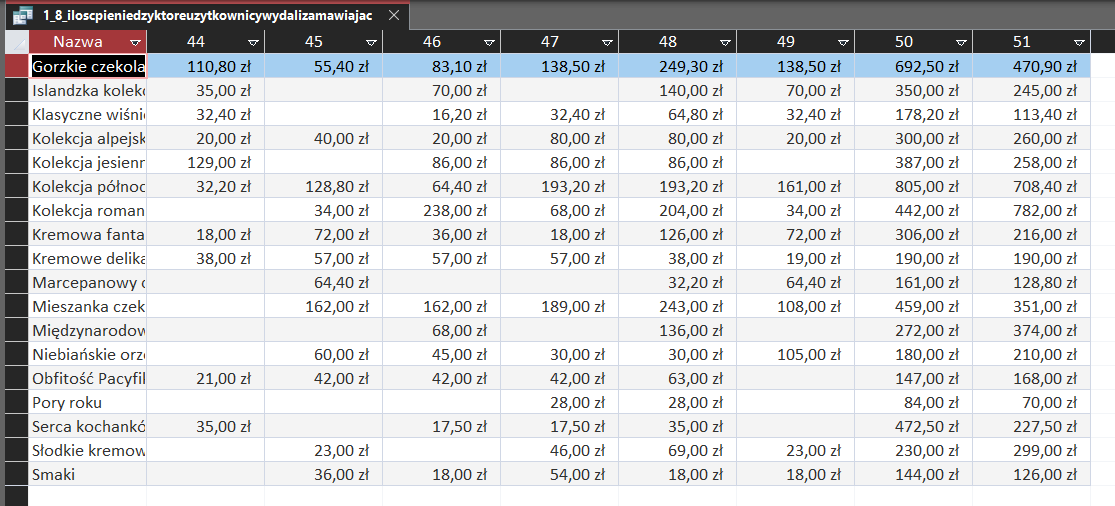 1_8_iloscpieniedzyktoreuzytkownicywydalizamawiajac
Nazwa 44 45 46 47 48 49 50 51
Gorzkie czekola 110,80 zł 55,40 zł 83,10 zł 138,50 zł 249,30 zł 138,50 zł 692,50 zł 470,90 zł
Islandzka kolekc 35,00 zł 70,00 zł 140,00 zł 70,00 zł 350,00 zł 245,00 zł
Klasyczne wiśnie 32,40 zł 16,20 zł 32,40 zł 64,80 zł 32,40 zł 178,20 zł 113,40 zł
Kolekcja alpejsk 20,00 zł 40,00 zł 20,00 zł 80,00 zł 80,00 zł 20,00 zł 300,00 zł 260,00 zł
Kolekcja jesienn 129,00 zł 86,00 zł 86,00 zł 86,00 zł 387,00 zł 258,00 zł
Kolekcja północ 32,20 zł 128,80 zł 64,40 zł 193,20 zł 193,20 zł 161,00 zł 805,00 zł 708,40 zł
Kolekcja roman 34,00 zł 238,00 zł 68,00 zł 204,00 zł 34,00 zł 442,00 zł 782,00 zł
Kremowa fanta 18,00 zł 72,00 zł 36,00 zł 18,00 zł 126,00 zł 72,00 zł 306,00 zł 216,00 zł
Kremowe delika 38,00 zł 57,00 zł 57,00 zł 57,00 zł 38,00 zł 19,00 zł 190,00 zł 190,00 zł
Marcepanowy d 64,40 zł 32,20 zł 64,40 zł 161,00 zł 128,80 zł
Mieszanka czek 162,00 zł 162,00 zł 189,00 zł 243,00 zł 108,00 zł 459,00 zł 351,00 zł
Międzynarodow 68,00 zł 136,00 zł 272,00 zł 374,00 zł
Niebiańskie orze 60,00 zł 45,00 zł 30,00 zł 30,00 zł 105,00 zł 180,00 zł 210,00 zł
Obfitość Pacyfik 21,00 zł 42,00 zł 42,00 zł 42,00 zł 63,00 zł 147,00 zł 168,00 zł
Pory roku 28,00 zł 28,00 zł 84,00 zł 70,00 zł
Serca kochankó 35,00 zł 17,50 zł 17,50 zł 35,00 zł 472,50 zł 227,50 zł
Słodkie kremow 23,00 zł 46,00 zł 69,00 zł 23,00 zł 230,00 zł 299,00 zł
Smaki 36,00 zł 18,00 zł 54,00 zł 18,00 zł 18,00 zł 144,00 zł 126,00 zł